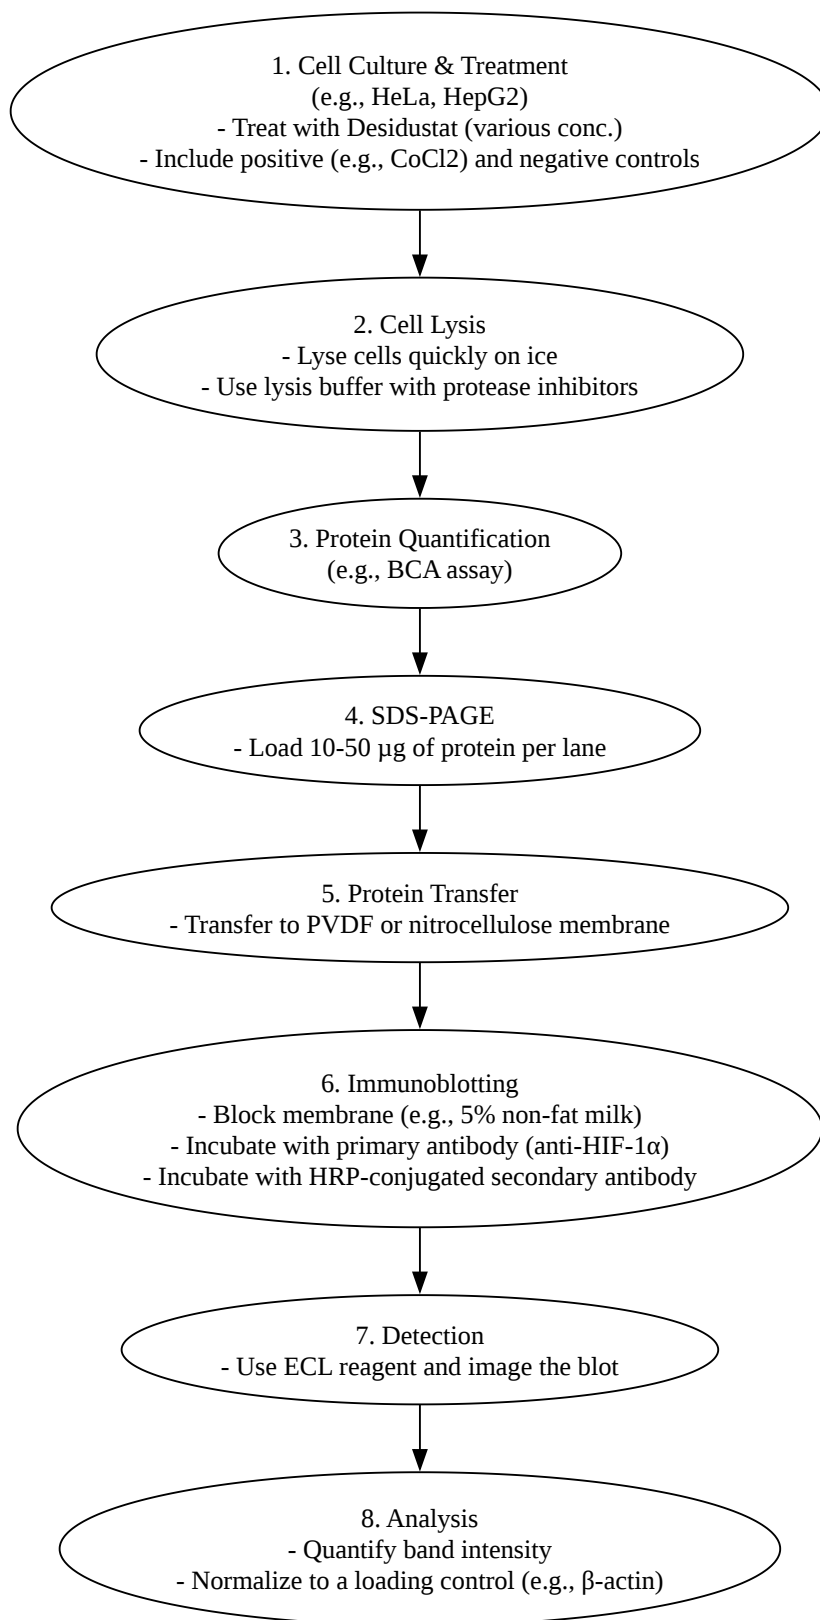 1. Cell Culture & Treatment
(e.g., HeLa, HepG2)
- Treat with Desidustat (various conc.)
- Include positive (e.g., CoCl2) and negative controls
2. Cell Lysis
- Lyse cells quickly on ice
- Use lysis buffer with protease inhibitors
3. Protein Quantification
(e.g., BCA assay)
4. SDS-PAGE
- Load 10-50 µg of protein per lane
5. Protein Transfer
- Transfer to PVDF or nitrocellulose membrane
6. Immunoblotting
- Block membrane (e.g., 5% non-fat milk)
- Incubate with primary antibody (anti-HIF-1α)
- Incubate with HRP-conjugated secondary antibody
7. Detection
- Use ECL reagent and image the blot
8. Analysis
- Quantify band intensity
- Normalize to a loading control (e.g., β-actin)